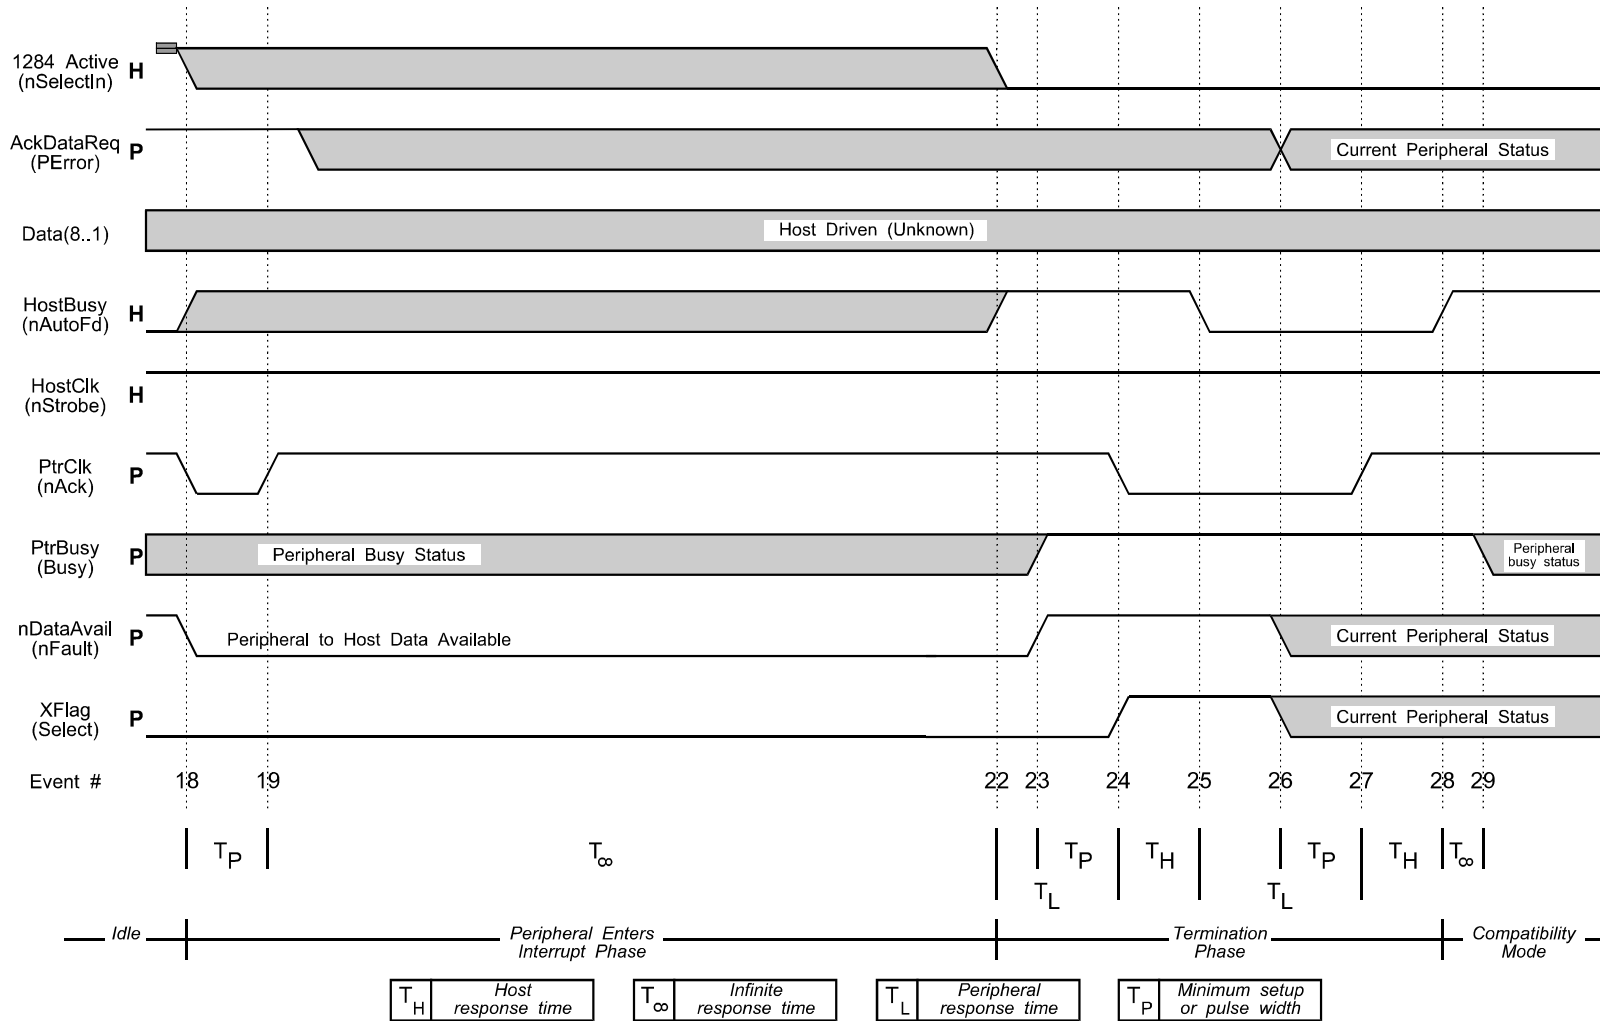 1284 Active
(nSelectIn)
H
AckDataReq
(PError)
P
Current Peripheral Status
Data(8..1)
Host Driven (Unknown)
HostBusy
(nAutoFd)
H
HostClk
(nStrobe)
H
PtrClk
(nAck)
P
PtrBusy
(Busy)
P
Peripheral Busy Status
Peripheral
busy status
nDataAvail
(nFault)
P
Peripheral to Host Data Available
Current Peripheral Status
XFlag
(Select)
P
Current Peripheral Status
Event # 18 19 22 23 24 25 26 27 28 29
TP T∞ TP TH TP TH T∞
TL TL
Idle
Peripheral Enters
Interrupt Phase
Termination
Phase
Compatibility
Mode
TH Host
response time
T∞ Infinite
response time
TL Peripheral
response time
TP Minimum setup
or pulse width